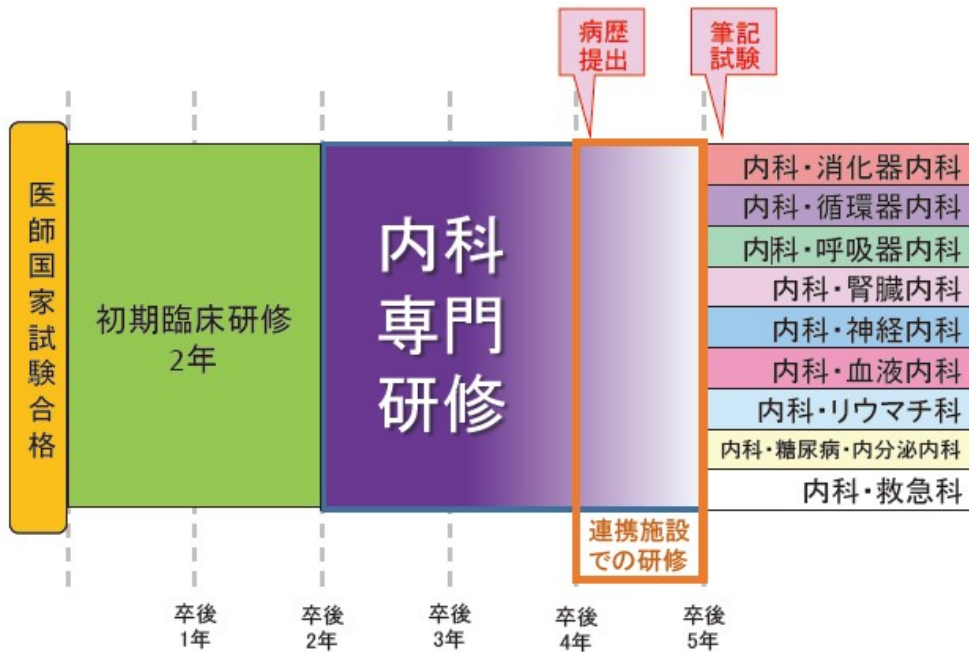 病歴
提出
筆記
試験
医師国家試験合格
初期臨床研修
2年
内科
専門
研修
内科・消化器内科
内科・循環器内科
内科・呼吸器内科
内科・腎臓内科
内科・神経内科
内科・血液内科
内科・リウマチ科
内科・糖尿病・内分泌内科
内科・救急科
連携施設
での研修
卒後
1年
卒後
2年
卒後
3年
卒後
4年
卒後
5年